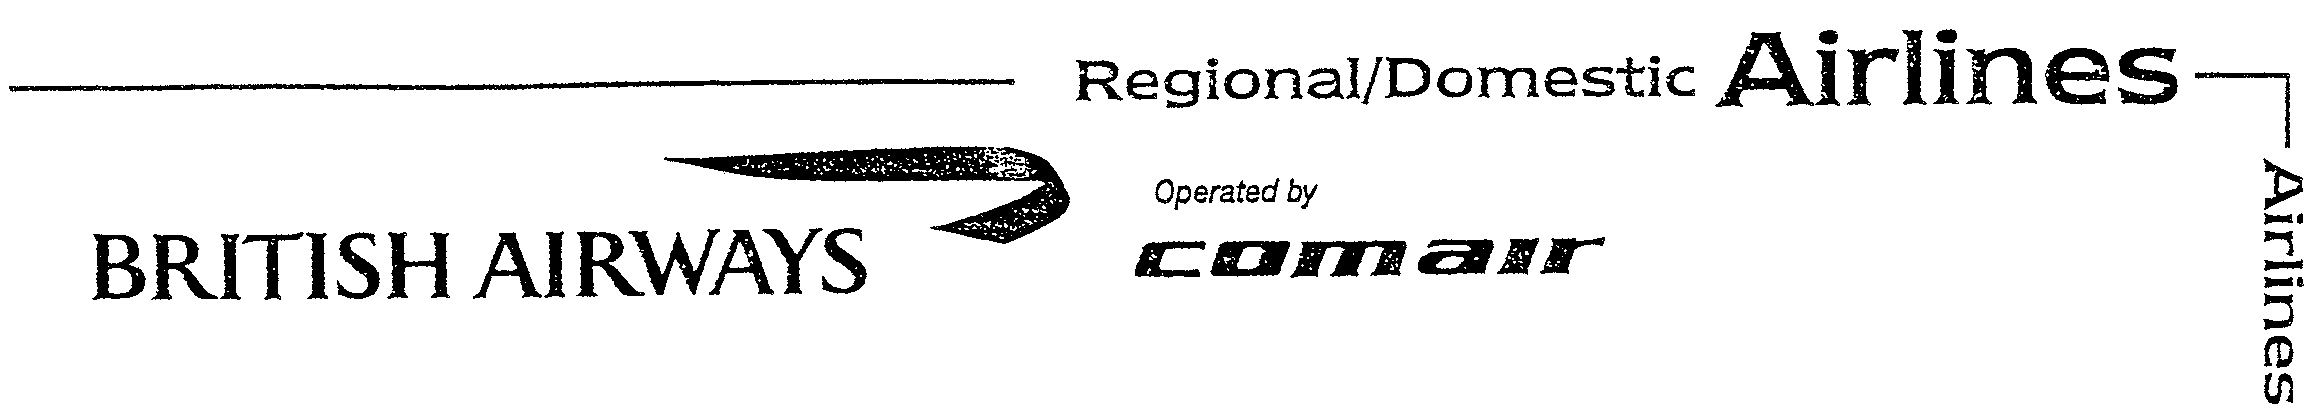 Regional/Domestic Airlines
Airlines
Operated by
BRITISH AIRWAYS
comair